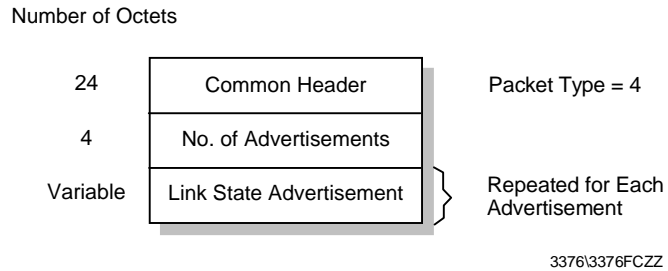 Number of Octets
24 Common Header Packet Type = 4
4 No. of Advertisements
Variable Link State Advertisement Repeated for Each
Advertisement
3376\3376FCZZ